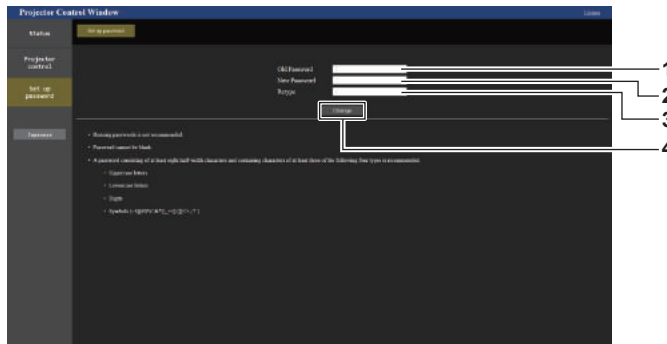 Projector Control Window
Status
Set up password
Projector
control
Set up
password
Japanese
Old Password
New Password
Retype
Change
1
2
3
4
• Reusing passwords is not recommended.
• Password cannot be blank.
• A password consisting of at least eight half-width characters and containing characters of at least three of the following four types is recommended.
• Uppercase letters
• Lowercase letters
• Digits